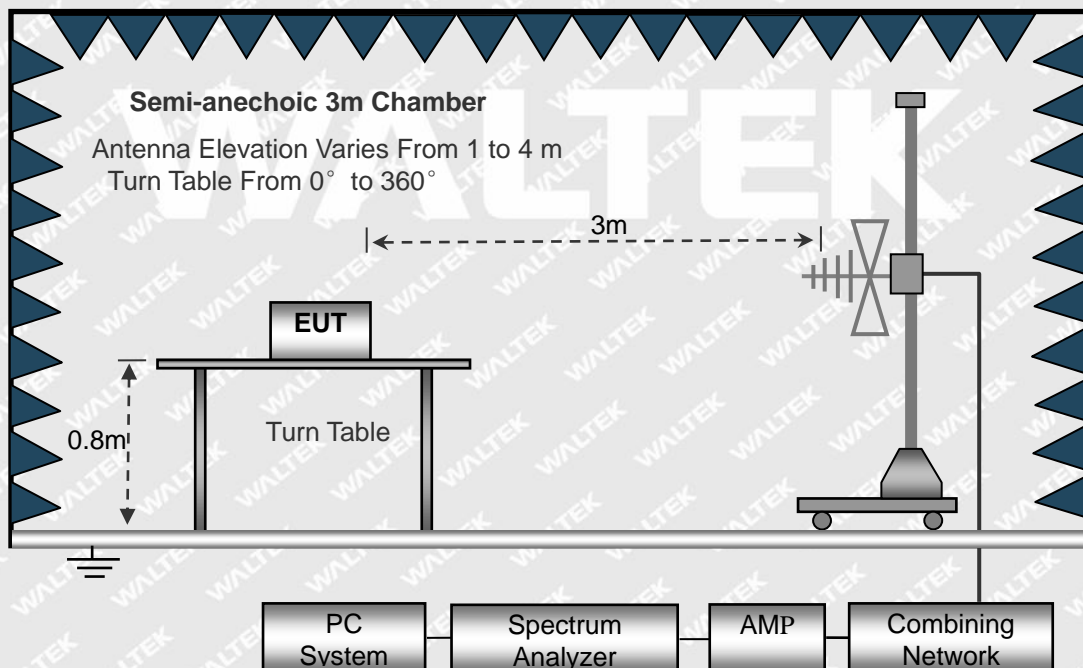 WALTEK
Semi-anechoic 3m Chamber
Antenna Elevation Varies From 1 to 4 m
Turn Table From 0° to 360°
3m
EUT
0.8m
Turn Table
PC
System
Spectrum
Analyzer
AMP
Combining
Network